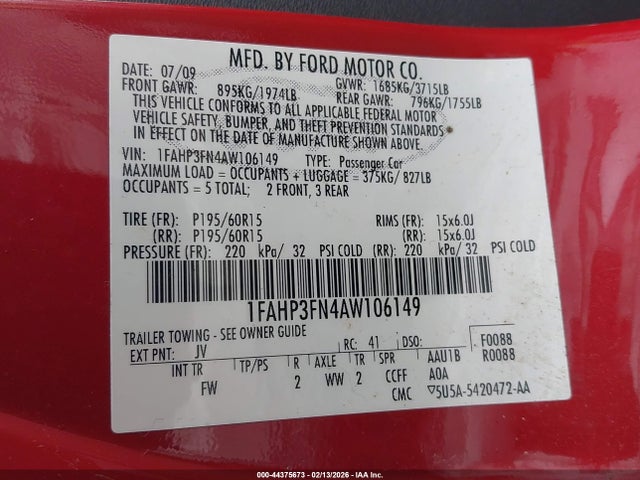 MFD. BY FORD MOTOR CO.
DATE: 07/09 GVWR: 1685KG/3715LB
FRONT GAWR: 895KG/1974LB REAR GAWR: 796KG/1755LB
THIS VEHICLE CONFORMS TO ALL APPLICABLE FEDERAL MOTOR
VEHICLE SAFETY, BUMPER, AND THEFT PREVENTION STANDARDS
IN EFFECT ON THE DATE OF MANUFACTURE SHOWN ABOVE.
VIN: 1FAHP3FN4AW106149 TYPE: Passenger Car
MAXIMUM LOAD = OCCUPANTS + LUGGAGE = 375KG/ 827LB
OCCUPANTS = 5 TOTAL; 2 FRONT, 3 REAR
TIRE (FR): P195/60R15 RIMS (FR): 15x6.0J
(RR): P195/60R15 (RR): 15x6.0J
PRESSURE (FR): 220 kPa/ 32 PSI COLD (RR): 220 kPa/ 32 PSI COLD
1FAHP3FN4AW106149
TRAILER TOWING - SEE OWNER GUIDE
EXT PNT: JV RC: 41 DSO: F0088
R0088
INT TR TP/PS R AXLE TR SPR AAU1B
FW 2 WW 2 CCFF A0A
CMC ▽5U5A-5420472-AA
000-44375673 - 02/13/2026 - IAAI.com